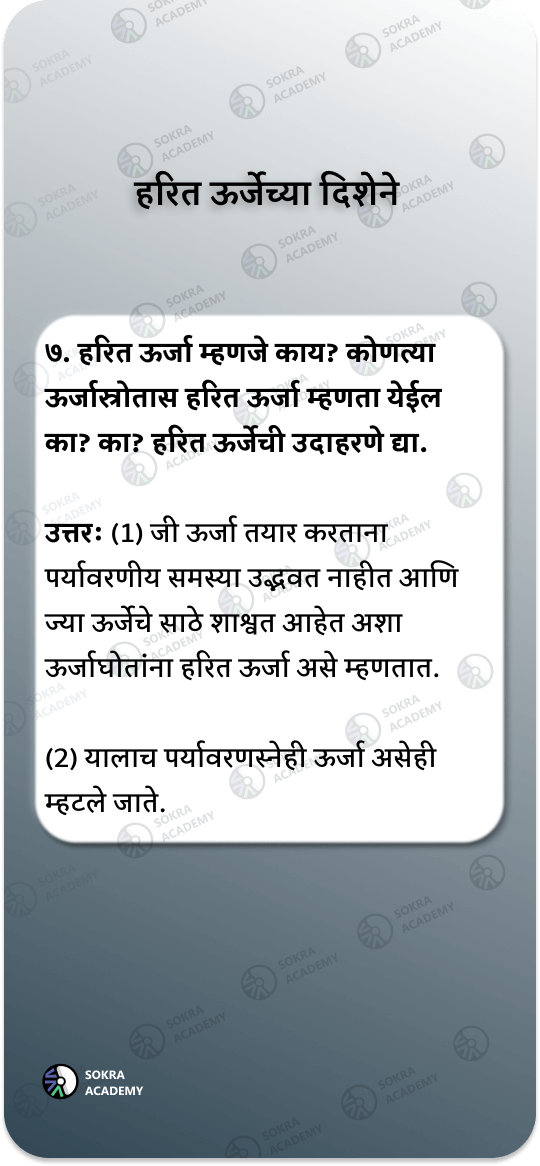 हरित ऊर्जेच्या दिशेने
७. हरित ऊर्जा म्हणजे काय? कोणत्या
ऊर्जास्त्रोतास हरित ऊर्जा म्हणता येईल
का? का? हरित ऊर्जेची उदाहरणे द्या.
उत्तरः (1) जी ऊर्जा तयार करताना
पर्यावरणीय समस्या उद्भवत नाहीत आणि
ज्या ऊर्जेचे साठे शाश्वत आहेत अशा
ऊर्जाघोतांना हरित ऊर्जा असे म्हणतात.
(2) यालाच पर्यावरणस्नेही ऊर्जा असेही
म्हटले जाते.
SOKRA
ACADEMY